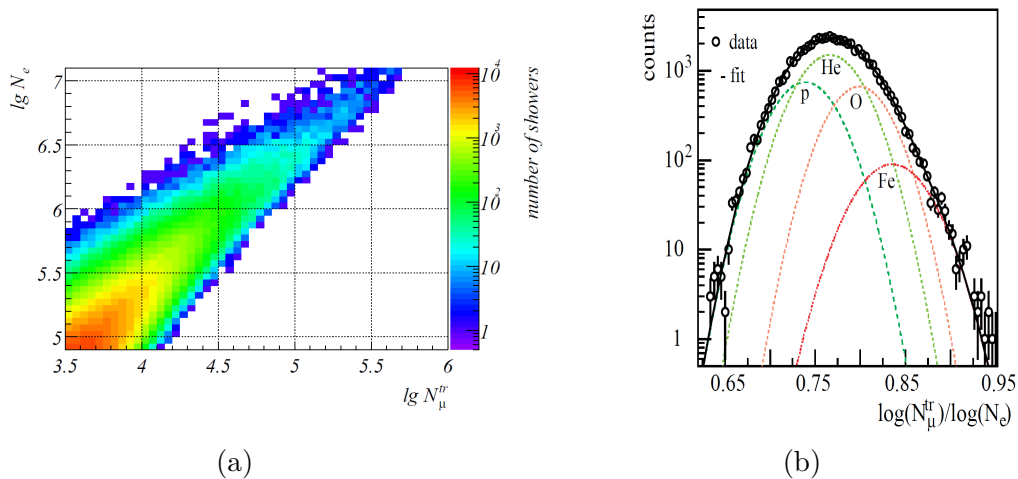 lg N_e
7
6.5
6
5.5
5
3.5 4 4.5 5 5.5 6
lg N_μ^tr
10^4
10^3
10^2
10
1
number of showers
(a)
counts
10^3
10^2
10
1
data
- fit
He
p
O
Fe
0.65 0.75 0.85 0.95
log(N_μ^tr)/log(N_e)
(b)